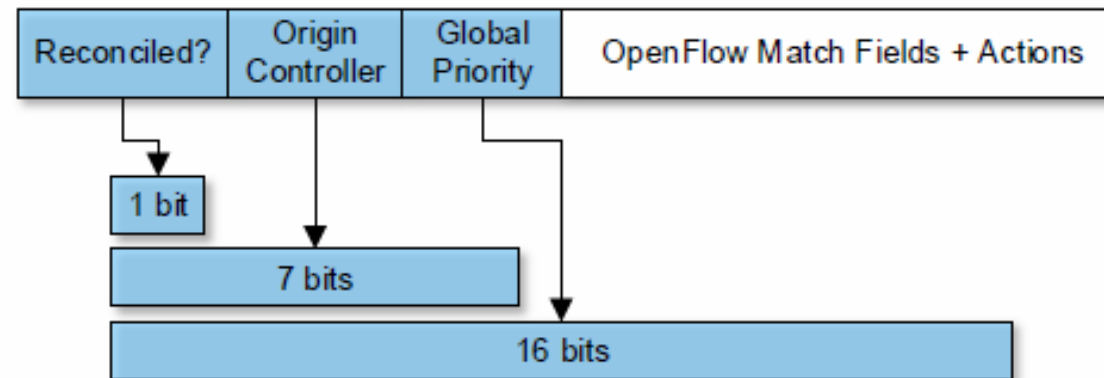 Reconciled?
Origin
Controller
Global
Priority
OpenFlow Match Fields + Actions
1 bit
7 bits
16 bits